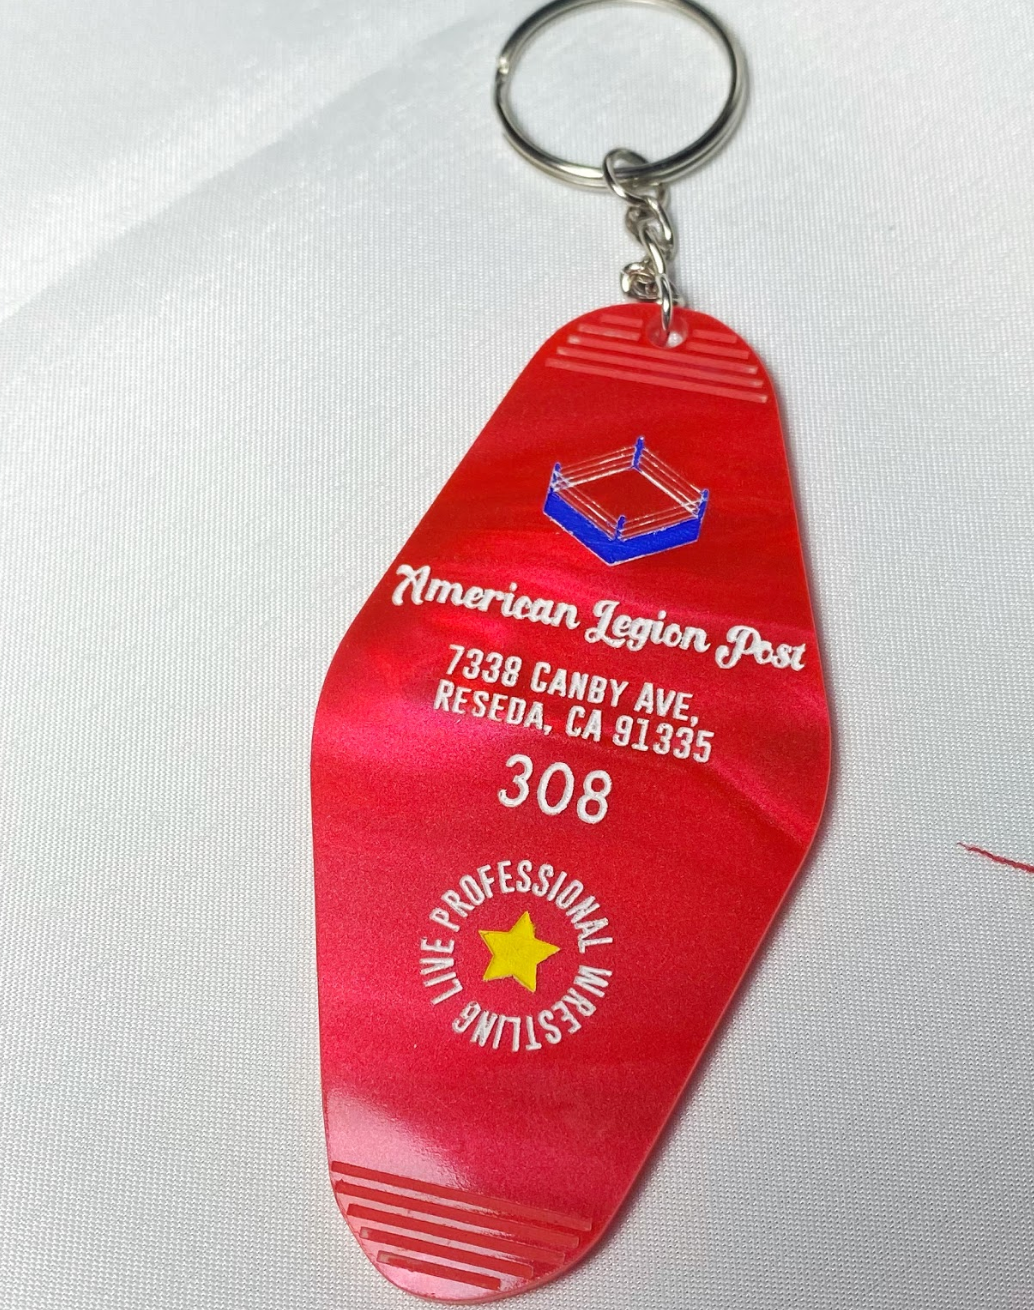 American Legion Post
7338 CANBY AVE,
RESEDA, CA 91335
308
LIVE PROFESSIONAL WRESTLING